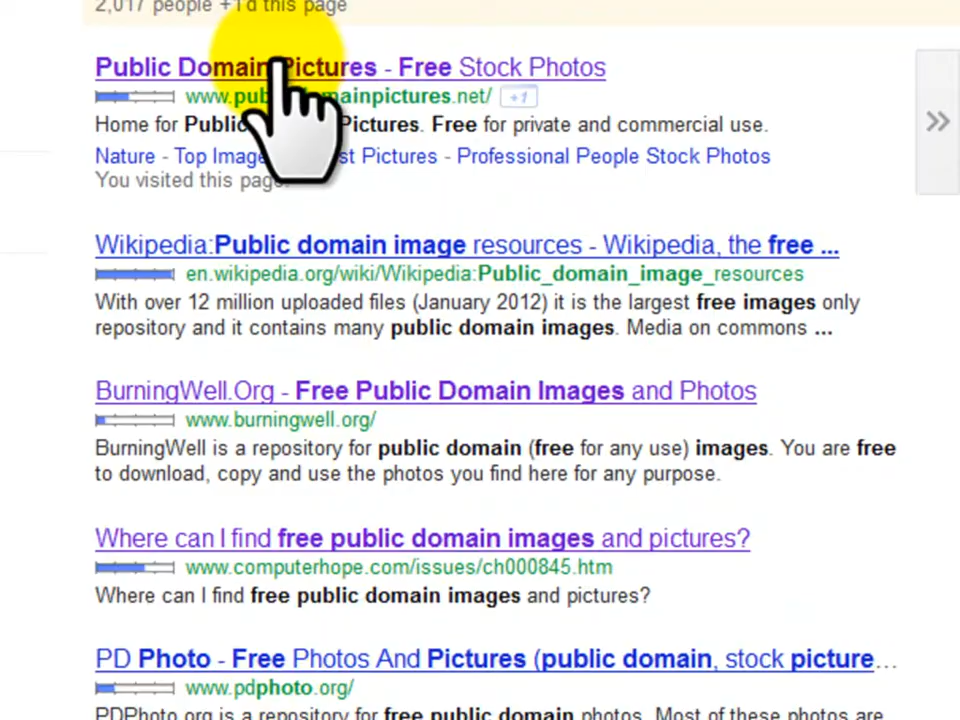 2,017 people +1'd this page
Public Domain Pictures - Free Stock Photos
www.pub mainpictures.net/ +1
Home for Public Pictures. Free for private and commercial use.
Nature - Top Image st Pictures - Professional People Stock Photos
You visited this page.
Wikipedia:Public domain image resources - Wikipedia, the free ...
en.wikipedia.org/wiki/Wikipedia:Public_domain_image_resources
With over 12 million uploaded files (January 2012) it is the largest free images only
repository and it contains many public domain images. Media on commons ...
BurningWell.Org - Free Public Domain Images and Photos
www.burningwell.org/
BurningWell is a repository for public domain (free for any use) images. You are free
to download, copy and use the photos you find here for any purpose.
Where can I find free public domain images and pictures?
www.computerhope.com/issues/ch000845.htm
Where can I find free public domain images and pictures?
PD Photo - Free Photos And Pictures (public domain, stock picture...
www.pdphoto.org/
PDPhoto.org is a repository for free public domain photos. Most of these photos are